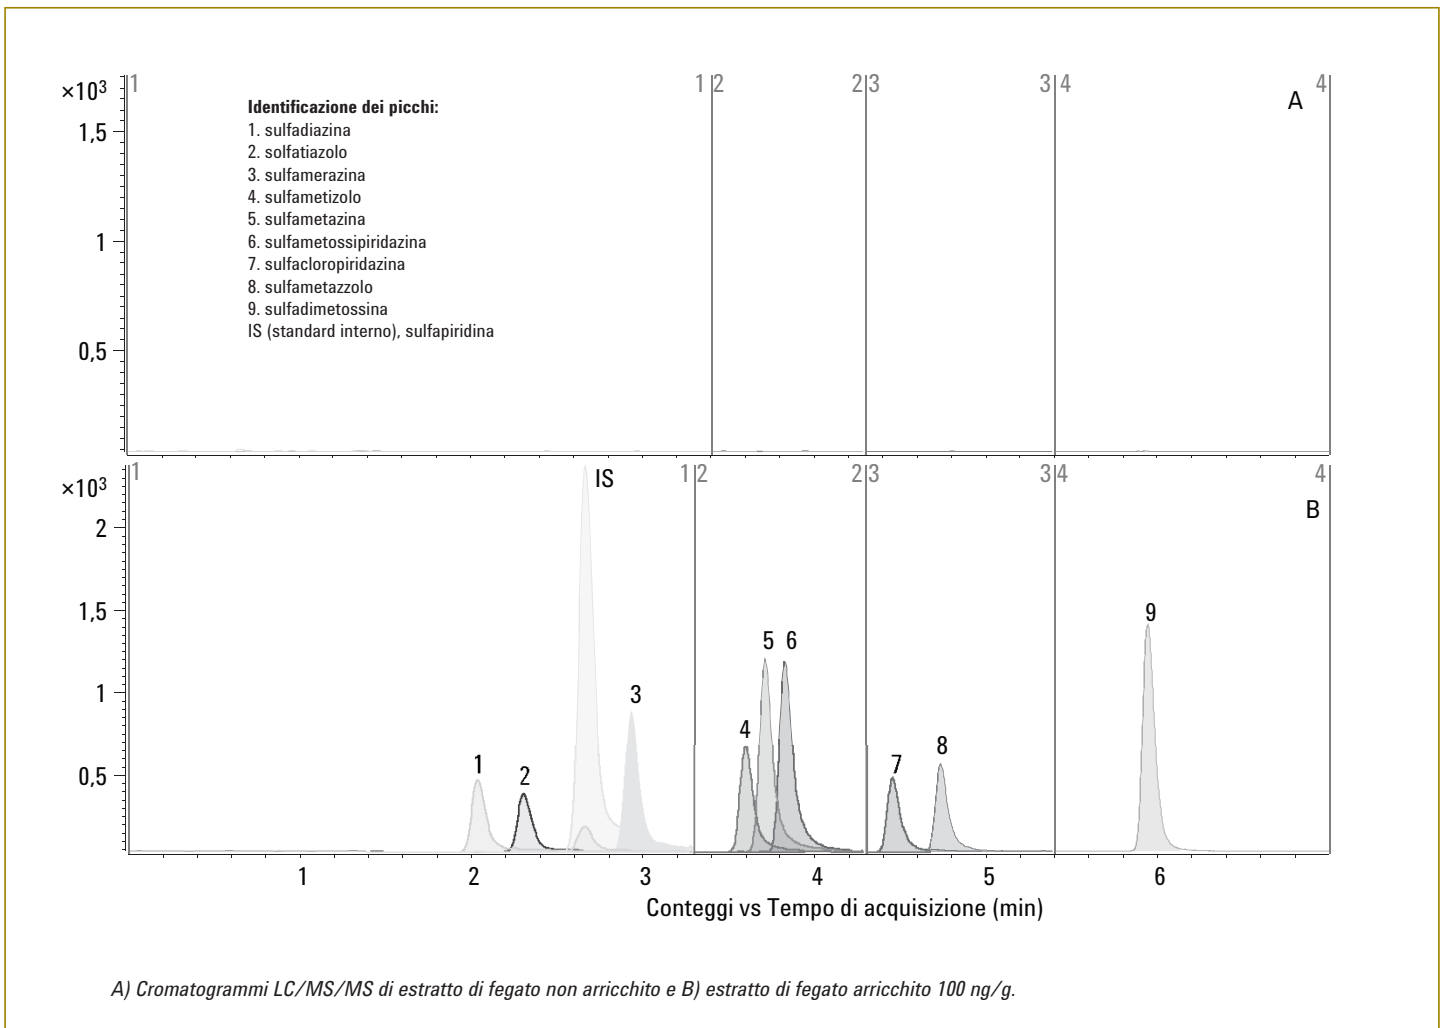 1
1 2
2 3
3 4
4
×10³
A
Identificazione dei picchi:
1. sulfadiazina
2. solfatiazolo
3. sulfamerazina
4. sulfametizolo
5. sulfametazina
6. sulfametossipiridazina
7. sulfacloropiridazina
8. sulfametazzolo
9. sulfadimetossina
IS (standard interno), sulfapiridina
1,5
1
0,5
1
IS
1 2
2 3
3 4
4
×10³
B
2
1,5
1
0,5
1
2
3
4
5
6
7
8
9
1 2 3 4 5 6
Conteggi vs Tempo di acquisizione (min)
A) Cromatogrammi LC/MS/MS di estratto di fegato non arricchito e B) estratto di fegato arricchito 100 ng/g.